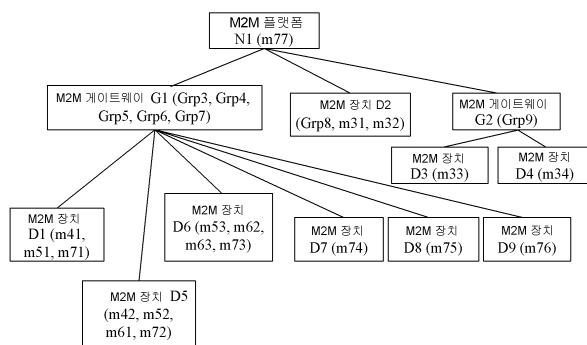 M2M 플랫폼
N1 (m77)
M2M 게이트웨이 G1 (Grp3, Grp4,
Grp5, Grp6, Grp7)
M2M 장치 D2
(Grp8, m31, m32)
M2M 게이트웨이
G2 (Grp9)
M2M 장치
D3 (m33)
M2M 장치
D4 (m34)
M2M 장치
D1 (m41,
m51, m71)
M2M 장치
D6 (m53, m62,
m63, m73)
M2M 장치
D7 (m74)
M2M 장치
D8 (m75)
M2M 장치
D9 (m76)
M2M 장치 D5
(m42, m52,
m61, m72)